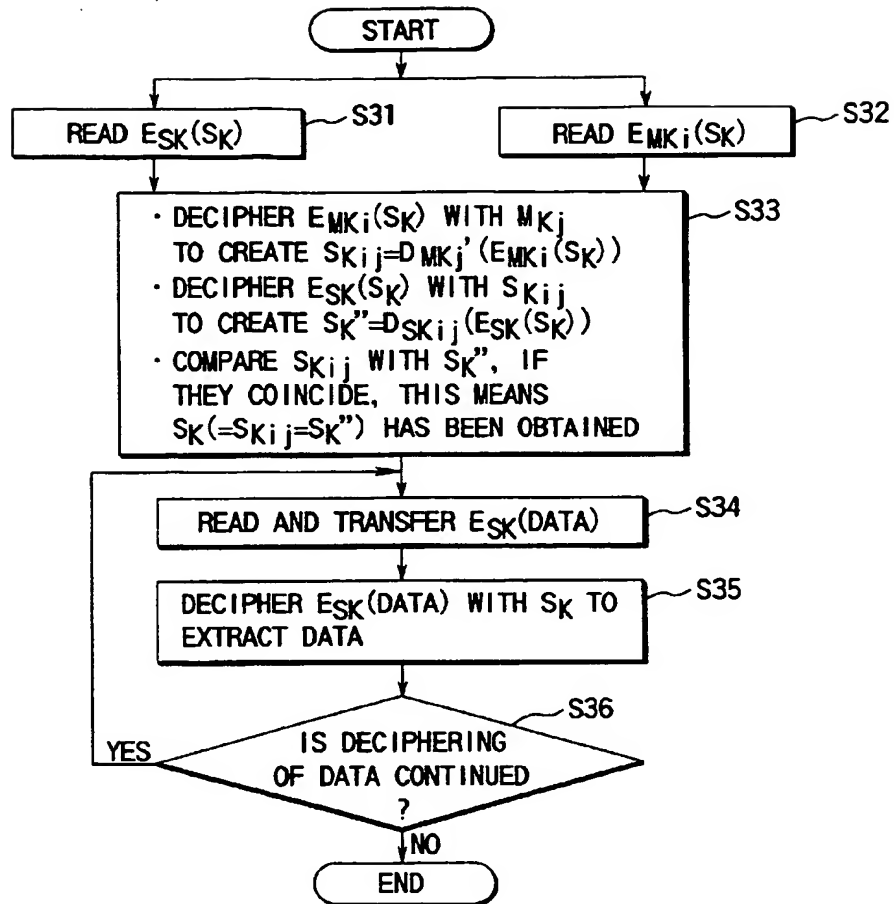 START
READ E_SK(S_K)
S31
READ E_MKi(S_K)
S32
· DECIPHER E_MKi(S_K) WITH M_Kj
TO CREATE S_Kij=D_MKj'(E_MKi(S_K))
· DECIPHER E_SK(S_K) WITH S_Kij
TO CREATE S_K"=D_SKij(E_SK(S_K))
· COMPARE S_Kij WITH S_K", IF
THEY COINCIDE, THIS MEANS
S_K(=S_Kij=S_K") HAS BEEN OBTAINED
S33
READ AND TRANSFER E_SK(DATA)
S34
DECIPHER E_SK(DATA) WITH S_K TO
EXTRACT DATA
S35
IS DECIPHERING
OF DATA CONTINUED
?
S36
YES
NO
END